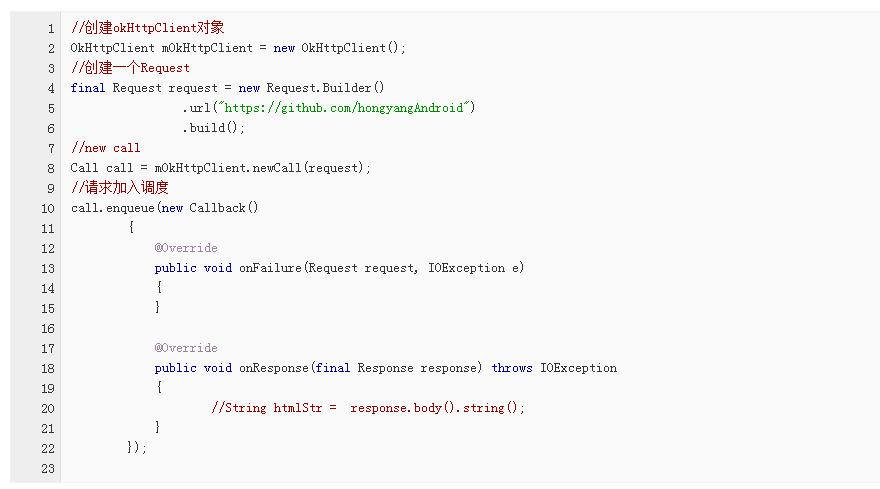 1 //创建okHttpClient对象
2 OkHttpClient mOkHttpClient = new OkHttpClient();
3 //创建一个Request
4 final Request request = new Request.Builder()
5 .url("https://github.com/hongyangAndroid")
6 .build();
7 //new call
8 Call call = mOkHttpClient.newCall(request);
9 //请求加入调度
10 call.enqueue(new Callback()
11 {
12 @Override
13 public void onFailure(Request request, IOException e)
14 {
15 }
16
17 @Override
18 public void onResponse(final Response response) throws IOException
19 {
20 //String htmlStr =  response.body().string();
21 }
22 });
23